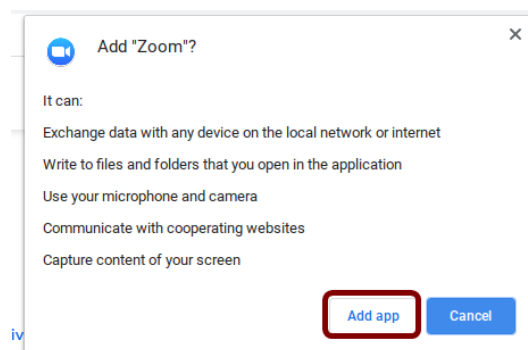 Add "Zoom"?
It can:
Exchange data with any device on the local network or internet
Write to files and folders that you open in the application
Use your microphone and camera
Communicate with cooperating websites
Capture content of your screen
Add app
Cancel
iv